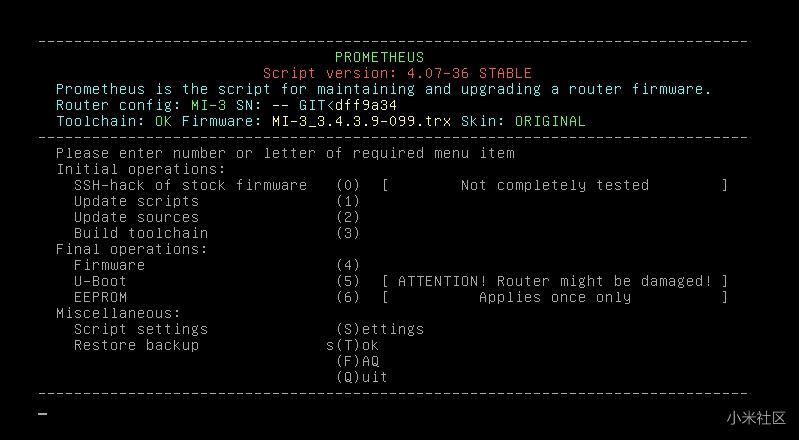 PROMETHEUS
Script version: 4.07-36 STABLE
Prometheus is the script for maintaining and upgrading a router firmware.
Router config: MI-3 SN: -- GIT<dff9a34
Toolchain: OK Firmware: MI-3_3.4.3.9-099.trx Skin: ORIGINAL
Please enter number or letter of required menu item
Initial operations:
SSH-hack of stock firmware (0) [ Not completely tested ]
Update scripts (1)
Update sources (2)
Build toolchain (3)
Final operations:
Firmware (4)
U-Boot (5) [ ATTENTION! Router might be damaged! ]
EEPROM (6) [ Applies once only ]
Miscellaneous:
Script settings (S)ettings
Restore backup s(T)ok
(F)AQ
(Q)uit
小米社区